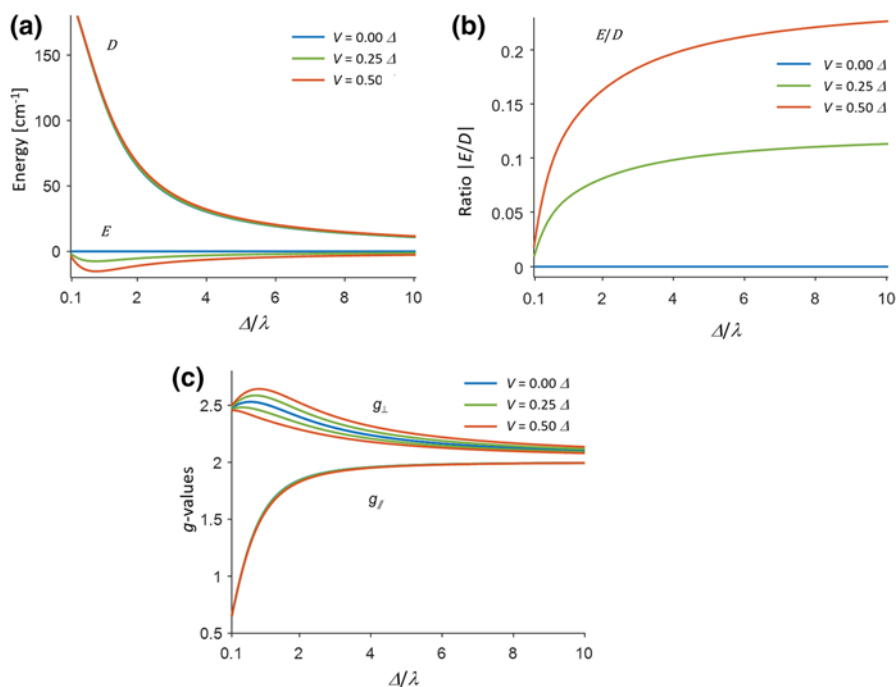 (a)
D
V = 0.00 Δ
V = 0.25 Δ
V = 0.50
Energy [cm⁻¹]
150
100
50
0
E
0.1 2 4 6 8 10
Δ/λ
(b)
E/D
V = 0.00 Δ
V = 0.25 Δ
V = 0.50 Δ
Ratio |E/D|
0.2
0.15
0.1
0.05
0
0.1 2 4 6 8 10
Δ/λ
(c)
V = 0.00 Δ
V = 0.25 Δ
V = 0.50 Δ
g⊥
g-values
2.5
2
1.5
1
0.5
g//
0.1 2 4 6 8 10
Δ/λ